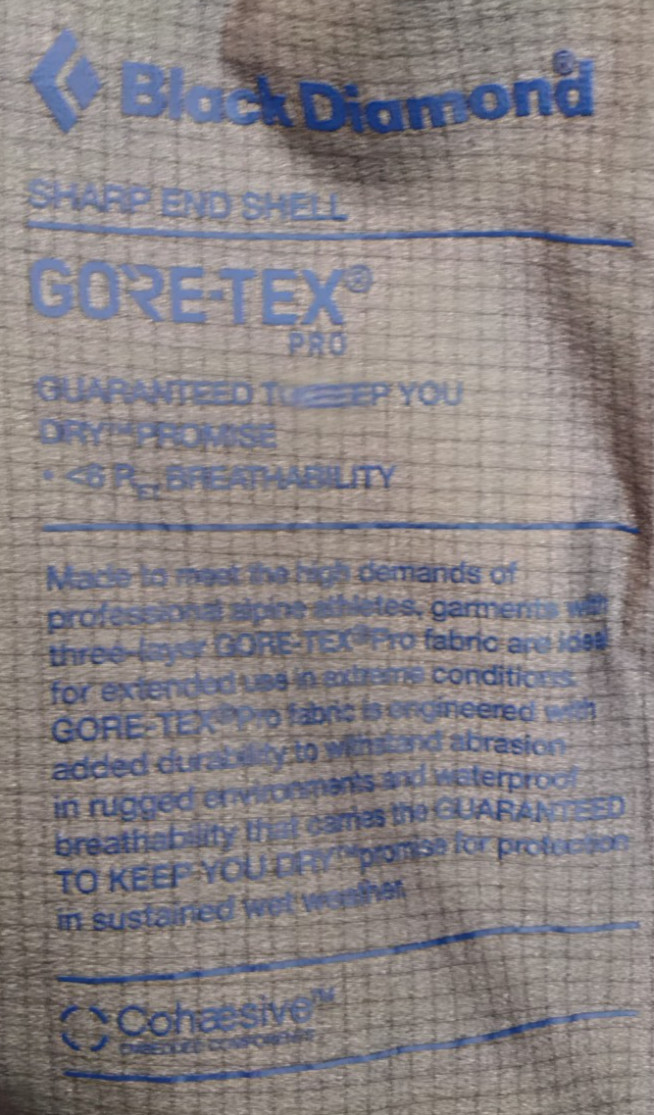 Black Diamond®
SHARP END SHELL
GORE-TEX®
PRO
GUARANTEED TO KEEP YOU
DRY™ PROMISE
• <6 RET BREATHABILITY
Made to meet the high demands of
professional alpine athletes, garments with
three-layer GORE-TEX® Pro fabric are ideal
for extended use in extreme conditions.
GORE-TEX® Pro fabric is engineered with
added durability to withstand abrasion
in rugged environments and waterproof
breathability that carries the GUARANTEED
TO KEEP YOU DRY™ promise for protection
in sustained wet weather.
Cohæsive™
EMBEDDED COMPONENTS